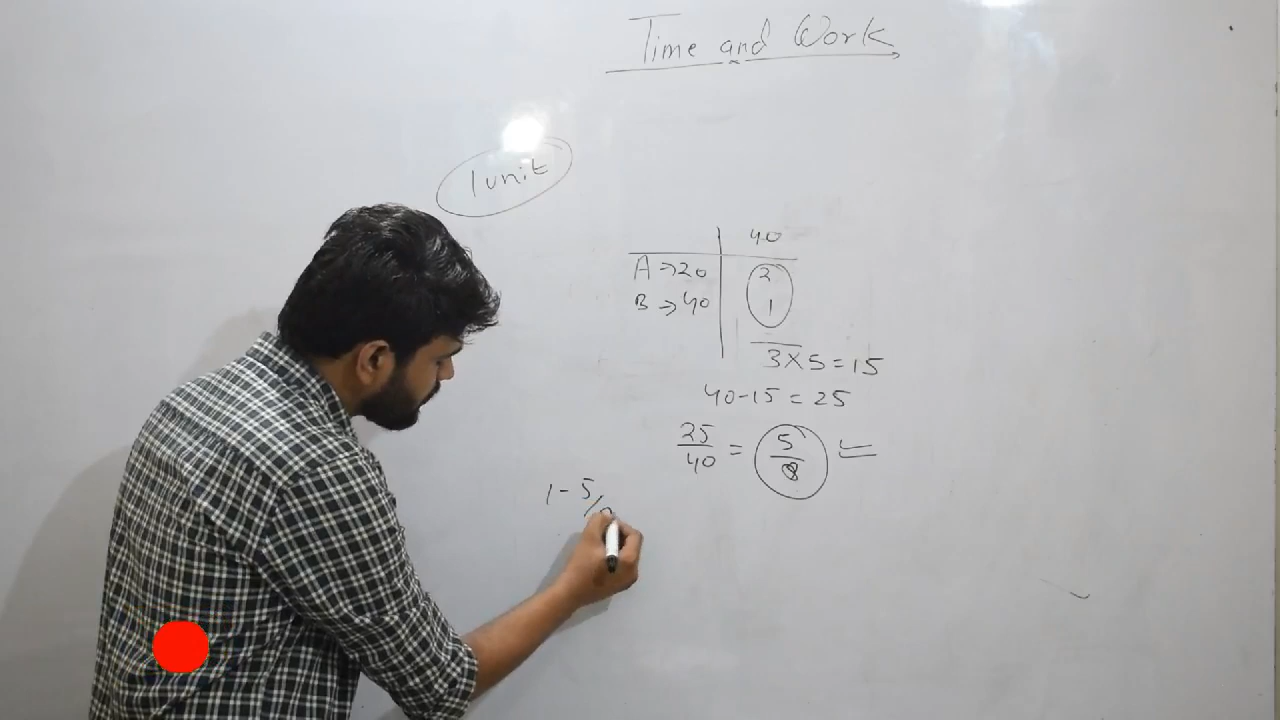 Time and Work
1 unit
40
A → 20 2
B → 40 1
3 × 5 = 15
40 - 15 = 25
25/40 = 5/8
1 - 5/